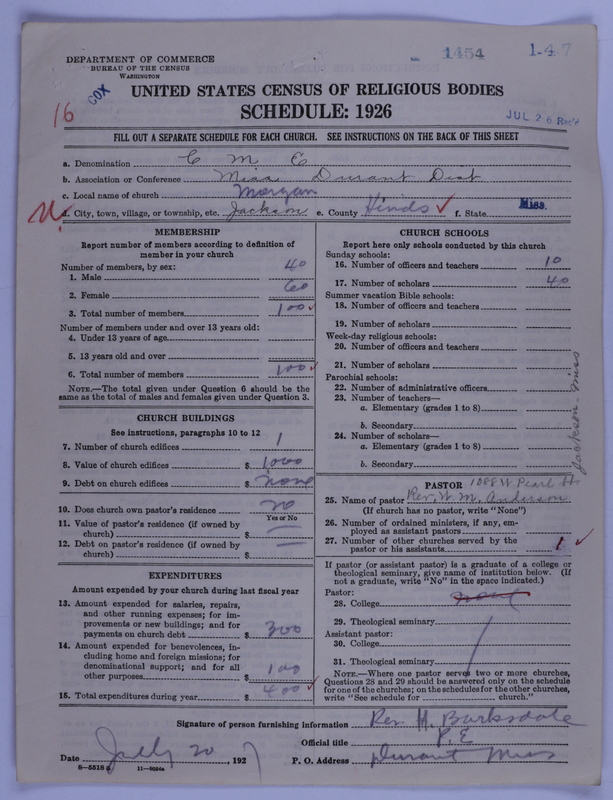 1454
1-47
DEPARTMENT OF COMMERCE
BUREAU OF THE CENSUS
WASHINGTON
16
COX
UNITED STATES CENSUS OF RELIGIOUS BODIES
SCHEDULE: 1926
JUL 26 Rec'd
FILL OUT A SEPARATE SCHEDULE FOR EACH CHURCH. SEE INSTRUCTIONS ON THE BACK OF THIS SHEET
a. Denomination C M E
b. Association or Conference Miss Durant Dist
c. Local name of church Morgan
d. City, town, village, or township, etc. Jackson e. County Hinds ✓ f. State Miss.
MEMBERSHIP
Report number of members according to definition of
member in your church
Number of members, by sex:
1. Male 40
2. Female 60
3. Total number of members 100 ✓
Number of members under and over 13 years old:
4. Under 13 years of age
5. 13 years old and over
6. Total number of members 100 ✓
NOTE.—The total given under Question 6 should be the
same as the total of males and females given under Question 3.
CHURCH BUILDINGS
See instructions, paragraphs 10 to 12
7. Number of church edifices 1
8. Value of church edifices $ 1,000
9. Debt on church edifices $ none
10. Does church own pastor's residence no
Yes or No
11. Value of pastor's residence (if owned by
church) $
12. Debt on pastor's residence (if owned by
church) $
EXPENDITURES
Amount expended by your church during last fiscal year
13. Amount expended for salaries, repairs,
and other running expenses; for im-
provements or new buildings; and for
payments on church debt $ 300
14. Amount expended for benevolences, in-
cluding home and foreign missions; for
denominational support; and for all
other purposes $ 100
15. Total expenditures during year $ 400 ✓
CHURCH SCHOOLS
Report here only schools conducted by this church
Sunday schools:
16. Number of officers and teachers 10
17. Number of scholars 40
Summer vacation Bible schools:
18. Number of officers and teachers
19. Number of scholars
Week-day religious schools:
20. Number of officers and teachers
21. Number of scholars
Parochial schools:
22. Number of administrative officers
23. Number of teachers—
a. Elementary (grades 1 to 8)
b. Secondary
24. Number of scholars—
a. Elementary (grades 1 to 8)
b. Secondary
Jackson-Miss
PASTOR 1088 W. Pearl St
25. Name of pastor Rev. W. M. Anderson
(If church has no pastor, write "None")
26. Number of ordained ministers, if any, em-
ployed as assistant pastors
27. Number of other churches served by the
pastor or his assistants 1 ✓
If pastor (or assistant pastor) is a graduate of a college or
theological seminary, give name of institution below. (If
not a graduate, write "No" in the space indicated.)
Pastor:
28. College none
29. Theological seminary
Assistant pastor:
30. College
31. Theological seminary
NOTE.—Where one pastor serves two or more churches,
Questions 28 and 29 should be answered only on the schedule
for one of the churches; on the schedules for the other churches,
write "See schedule for church."
Signature of person furnishing information Rev. H. Barksdale
Official title P. E
Date July 20, 1927 P. O. Address Durant Miss
8-5518 11-8624